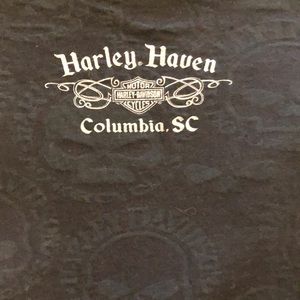 Harley Haven
MOTOR
HARLEY-DAVIDSON
CYCLES
Columbia, SC